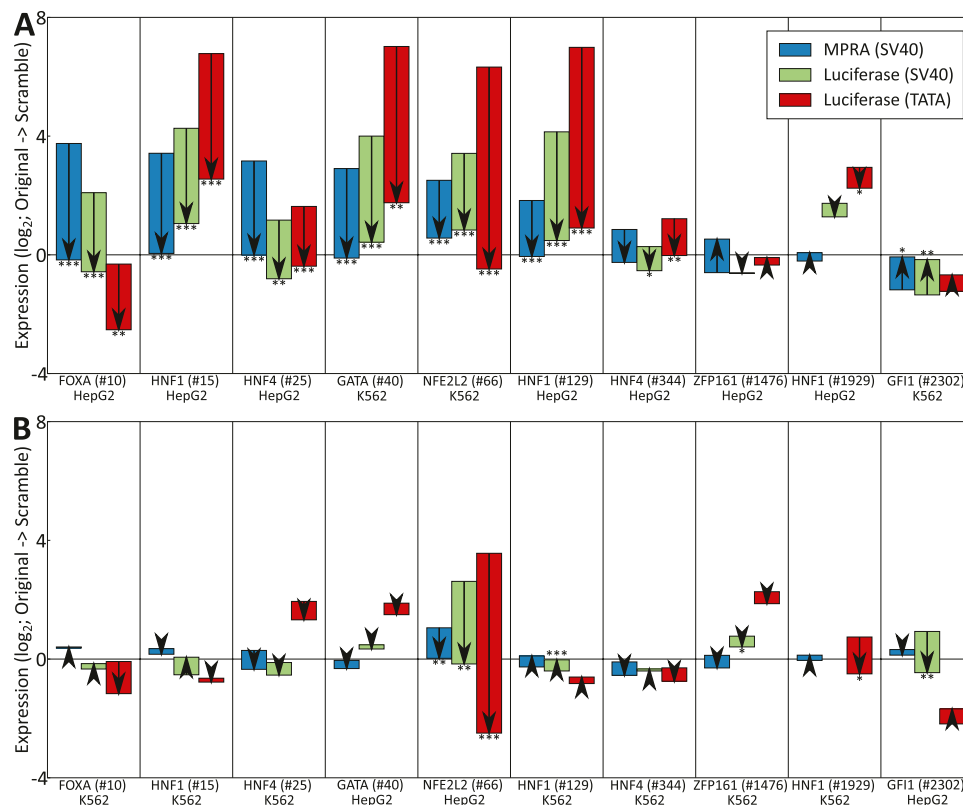 A
8
4
0
-4
Expression (log₂; Original -> Scramble)
MPRA (SV40)
Luciferase (SV40)
Luciferase (TATA)
*** *** **
*** *** ***
*** ** ***
*** *** **
*** *** ***
*** *** ***
* **
*
* **
FOXA (#10) HNF1 (#15) HNF4 (#25) GATA (#40) NFE2L2 (#66) HNF1 (#129) HNF4 (#344) ZFP161 (#1476) HNF1 (#1929) GFI1 (#2302)
HepG2 HepG2 HepG2 K562 K562 HepG2 HepG2 HepG2 HepG2 K562
B
8
4
0
-4
Expression (log₂; Original -> Scramble)
** ** ***
***
*
*
**
FOXA (#10) HNF1 (#15) HNF4 (#25) GATA (#40) NFE2L2 (#66) HNF1 (#129) HNF4 (#344) ZFP161 (#1476) HNF1 (#1929) GFI1 (#2302)
K562 K562 K562 HepG2 HepG2 K562 K562 K562 K562 HepG2